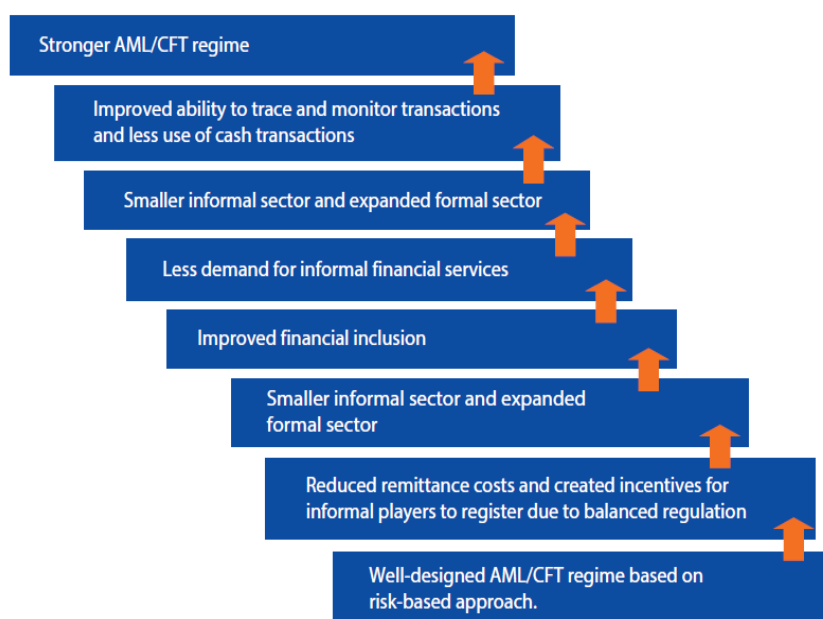 Stronger AML/CFT regime
Improved ability to trace and monitor transactions
and less use of cash transactions
Smaller informal sector and expanded formal sector
Less demand for informal financial services
Improved financial inclusion
Smaller informal sector and expanded
formal sector
Reduced remittance costs and created incentives for
informal players to register due to balanced regulation
Well-designed AML/CFT regime based on
risk-based approach.